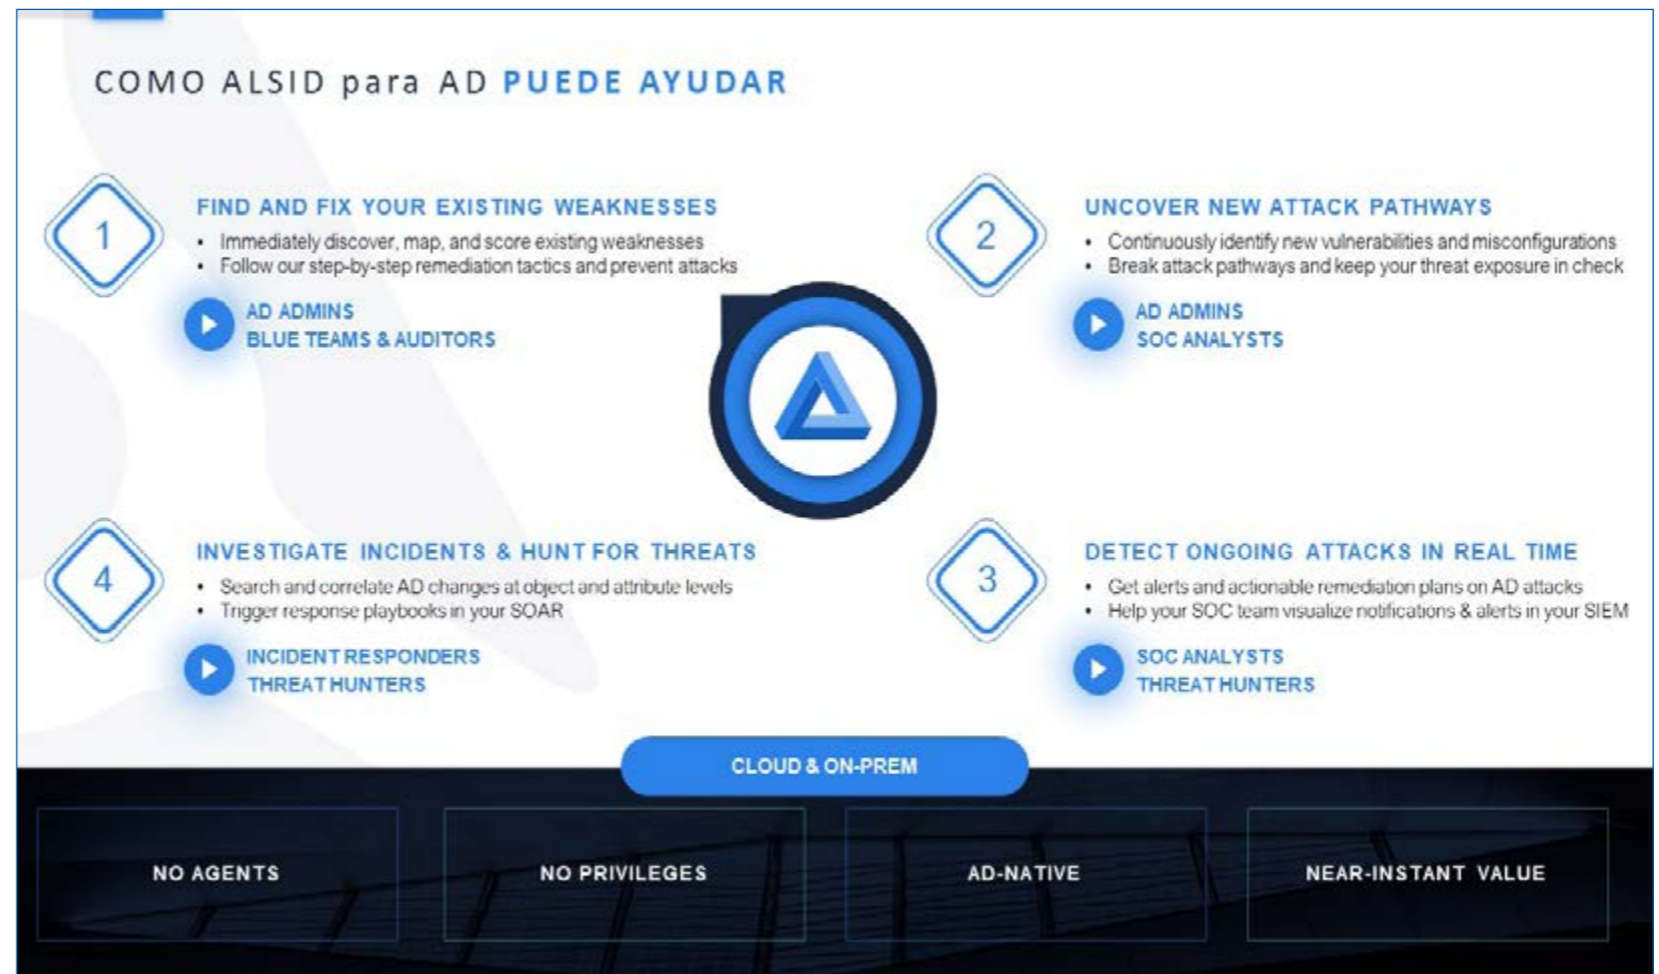 COMO ALSID para AD PUEDE AYUDAR
1
FIND AND FIX YOUR EXISTING WEAKNESSES
• Immediately discover, map, and score existing weaknesses
• Follow our step-by-step remediation tactics and prevent attacks
AD ADMINS
BLUE TEAMS & AUDITORS
2
UNCOVER NEW ATTACK PATHWAYS
• Continuously identify new vulnerabilities and misconfigurations
• Break attack pathways and keep your threat exposure in check
AD ADMINS
SOC ANALYSTS
4
INVESTIGATE INCIDENTS & HUNT FOR THREATS
• Search and correlate AD changes at object and attribute levels
• Trigger response playbooks in your SOAR
INCIDENT RESPONDERS
THREAT HUNTERS
3
DETECT ONGOING ATTACKS IN REAL TIME
• Get alerts and actionable remediation plans on AD attacks
• Help your SOC team visualize notifications & alerts in your SIEM
SOC ANALYSTS
THREAT HUNTERS
CLOUD & ON-PREM
NO AGENTS
NO PRIVILEGES
AD-NATIVE
NEAR-INSTANT VALUE